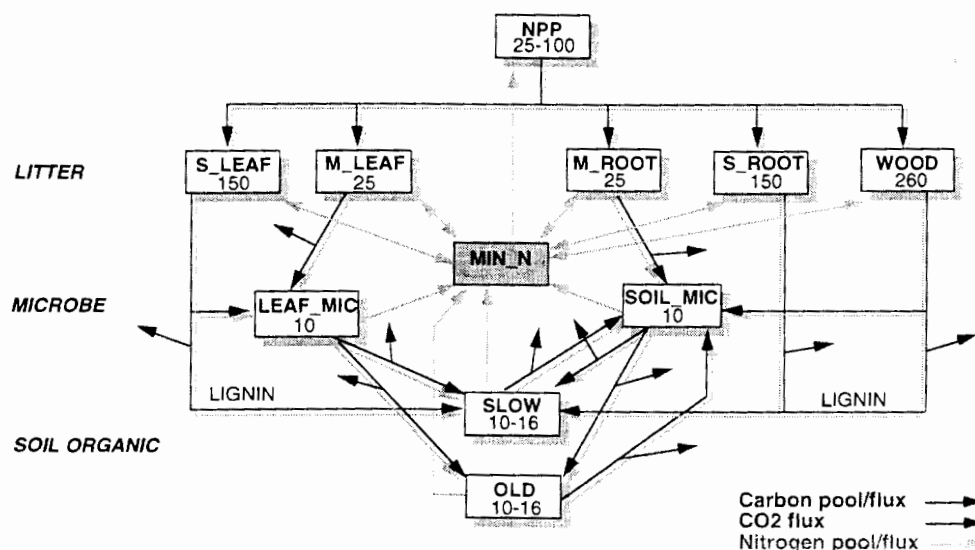 NPP
25-100
LITTER
S_LEAF
150
M_LEAF
25
M_ROOT
25
S_ROOT
150
WOOD
260
MIN_N
MICROBE
LEAF_MIC
10
SOIL_MIC
10
LIGNIN
SLOW
10-16
LIGNIN
SOIL ORGANIC
OLD
10-16
Carbon pool/flux
CO2 flux
Nitrogen pool/flux